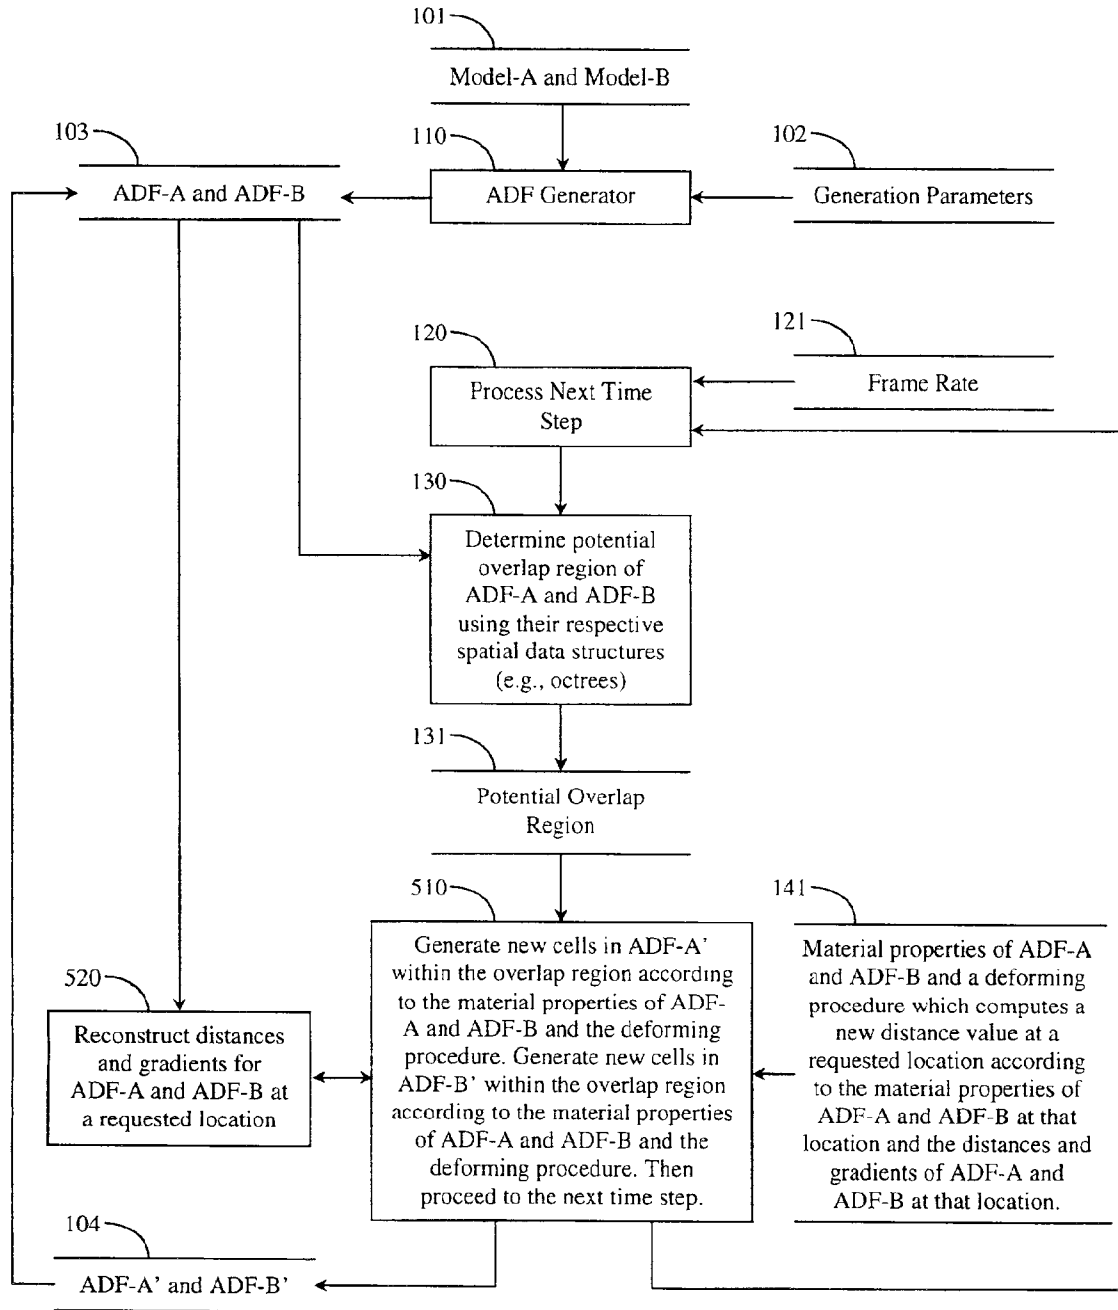 101
Model-A and Model-B
103
110
102
ADF-A and ADF-B
ADF Generator
Generation Parameters
120
121
Process Next Time
Step
Frame Rate
130
Determine potential
overlap region of
ADF-A and ADF-B
using their respective
spatial data structures
(e.g., octrees)
131
Potential Overlap
Region
510
Generate new cells in ADF-A'
within the overlap region according
to the material properties of ADF-
A and ADF-B and the deforming
procedure. Generate new cells in
ADF-B' within the overlap region
according to the material properties
of ADF-A and ADF-B and the
deforming procedure. Then
proceed to the next time step.
141
Material properties of ADF-A
and ADF-B and a deforming
procedure which computes a
new distance value at a
requested location according
to the material properties of
ADF-A and ADF-B at that
location and the distances and
gradients of ADF-A and
ADF-B at that location.
520
Reconstruct distances
and gradients for
ADF-A and ADF-B at
a requested location
104
ADF-A' and ADF-B'